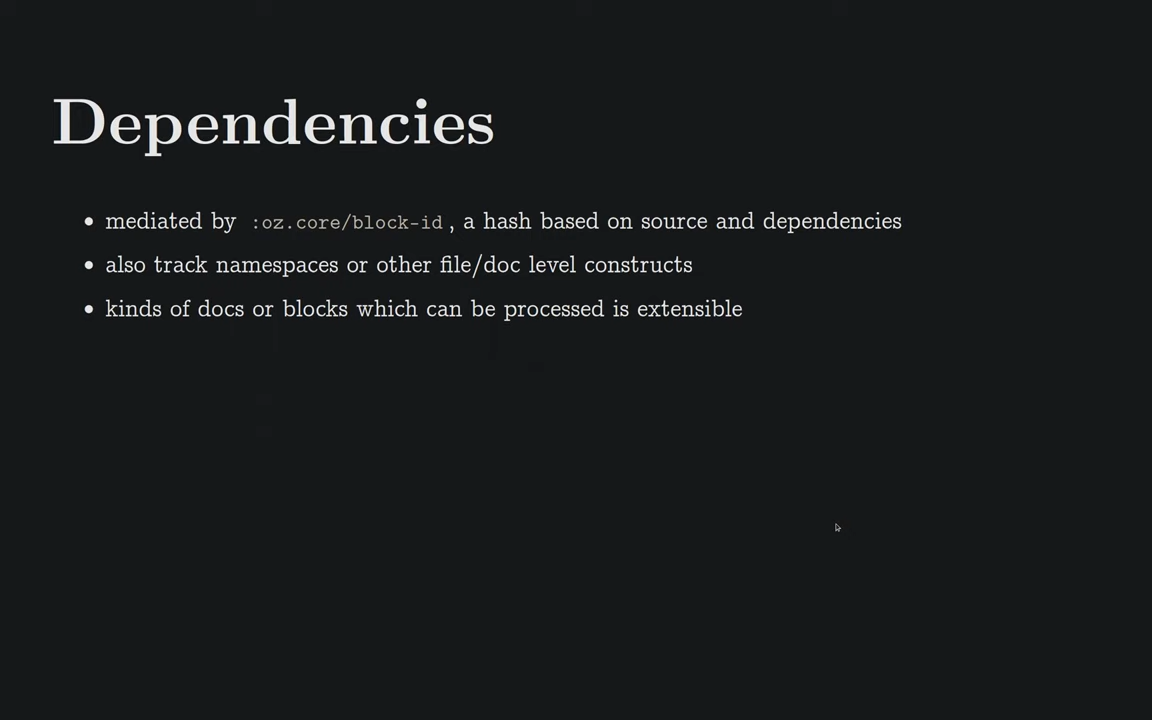 Dependencies
• mediated by :oz.core/block-id, a hash based on source and dependencies
• also track namespaces or other file/doc level constructs
• kinds of docs or blocks which can be processed is extensible